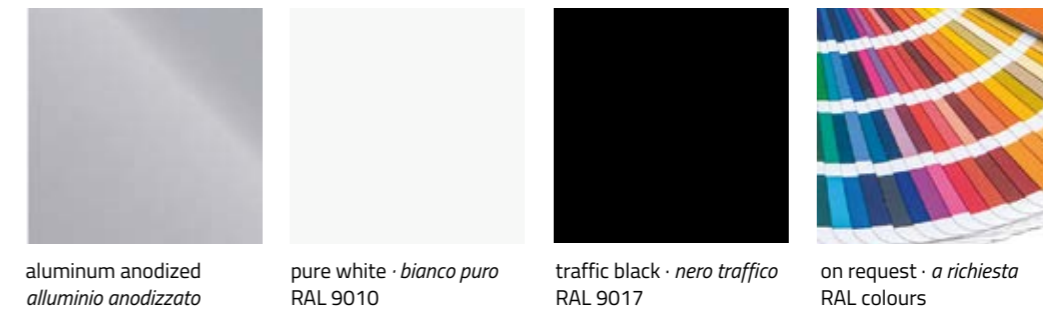 aluminum anodized
alluminio anodizzato
pure white · bianco puro
RAL 9010
traffic black · nero traffico
RAL 9017
on request · a richiesta
RAL colours